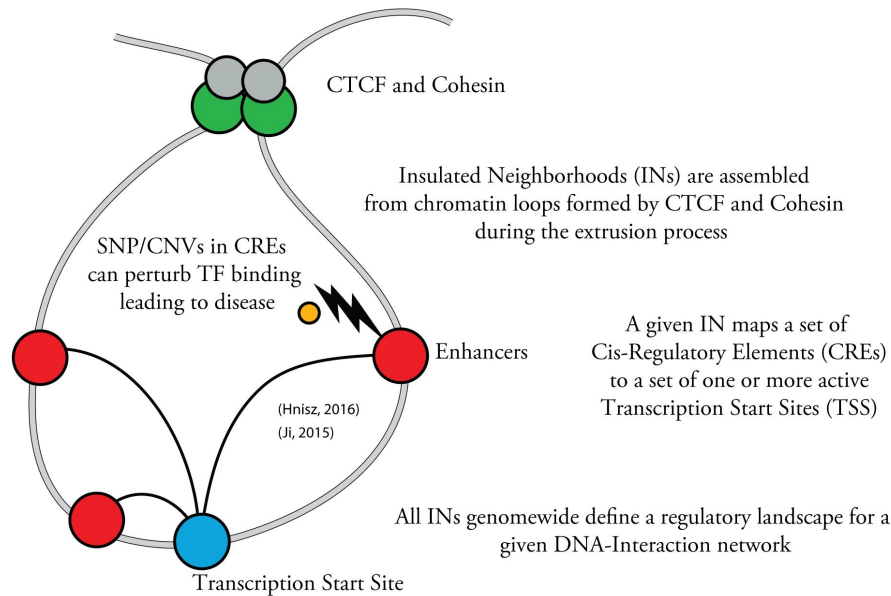 CTCF and Cohesin
Insulated Neighborhoods (INs) are assembled
from chromatin loops formed by CTCF and Cohesin
during the extrusion process
SNP/CNVs in CREs
can perturb TF binding
leading to disease
Enhancers
A given IN maps a set of
Cis-Regulatory Elements (CREs)
to a set of one or more active
Transcription Start Sites (TSS)
(Hnisz, 2016)
(Ji, 2015)
All INs genomewide define a regulatory landscape for a
given DNA-Interaction network
Transcription Start Site